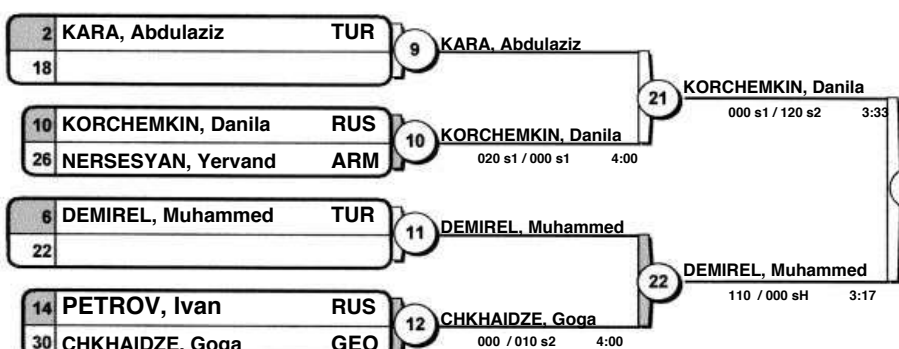 2 KARA, Abdulaziz TUR
18
9
KARA, Abdulaziz
10 KORCHEMKIN, Danila RUS
26 NERSESYAN, Yervand ARM
10
KORCHEMKIN, Danila
020 s1 / 000 s1 4:00
21
KORCHEMKIN, Danila
000 s1 / 120 s2 3:33
6 DEMIREL, Muhammed TUR
22
11
DEMIREL, Muhammed
14 PETROV, Ivan RUS
30 CHKHAIDZE, Goga GEO
12
CHKHAIDZE, Goga
000 / 010 s2 4:00
22
DEMIREL, Muhammed
110 / 000 sH 3:17